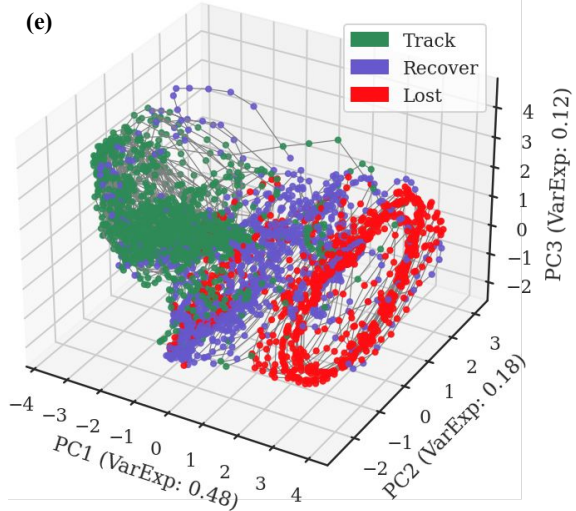 (e)
Track
Recover
Lost
4
3
2
1
0
−1
−2
PC3 (VarExp: 0.12)
−4 −3 −2 −1 0 1 2 3 4
PC1 (VarExp: 0.48)
−2 −1 0 1 2 3
PC2 (VarExp: 0.18)